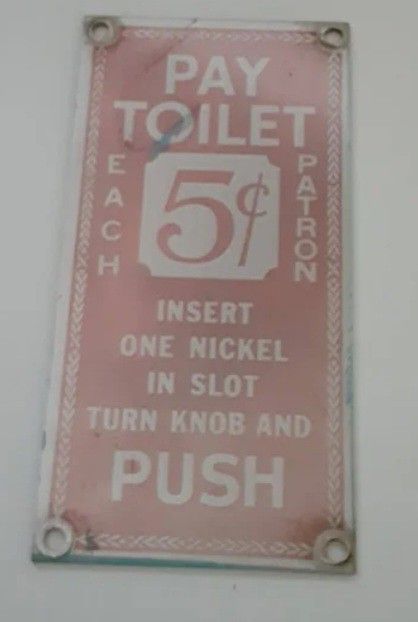 PAY
TOILET
EACH
5¢
PATRON
INSERT
ONE NICKEL
IN SLOT
TURN KNOB AND
PUSH